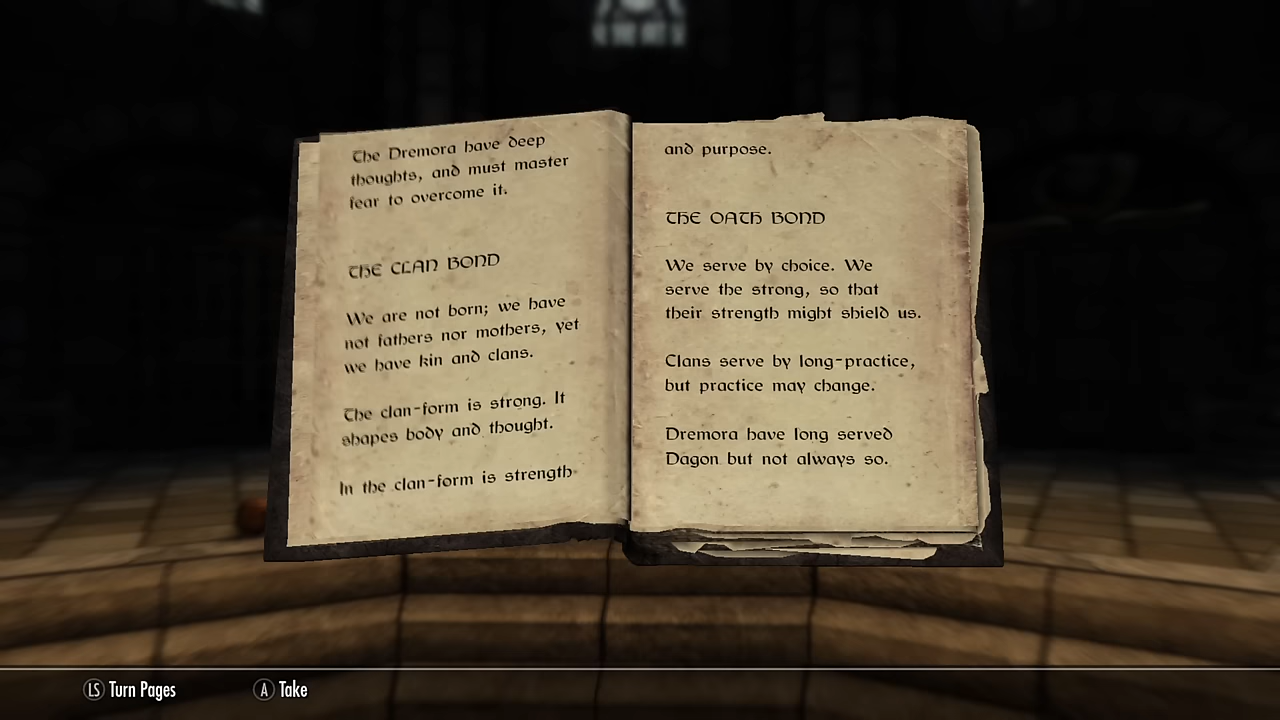 The Dremora have deep
thoughts, and must master
fear to overcome it.
THE CLAN BOND
We are not born; we have
not fathers nor mothers, yet
we have kin and clans.
The clan-form is strong. It
shapes body and thought.
In the clan-form is strength
and purpose.
THE OATH BOND
We serve by choice. We
serve the strong, so that
their strength might shield us.
Clans serve by long-practice,
but practice may change.
Dremora have long served
Dagon but not always so.
LS Turn Pages
A Take